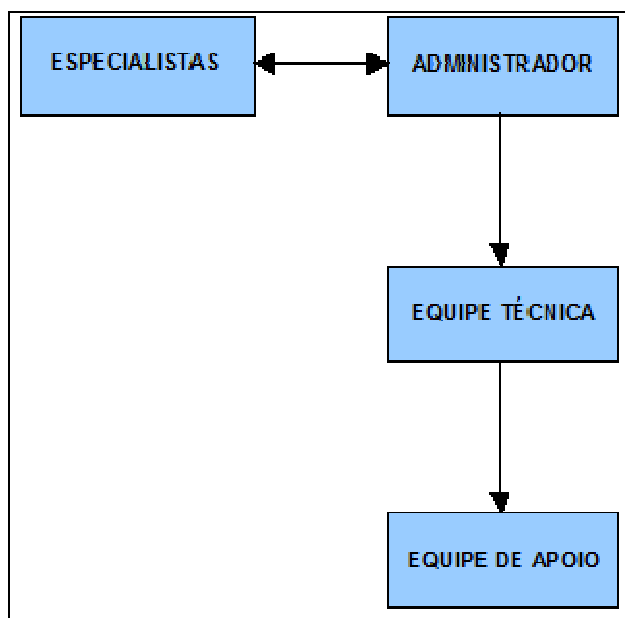 ESPECIALISTAS
ADMINISTRADOR
EQUIPE TÉCNICA
EQUIPE DE APOIO